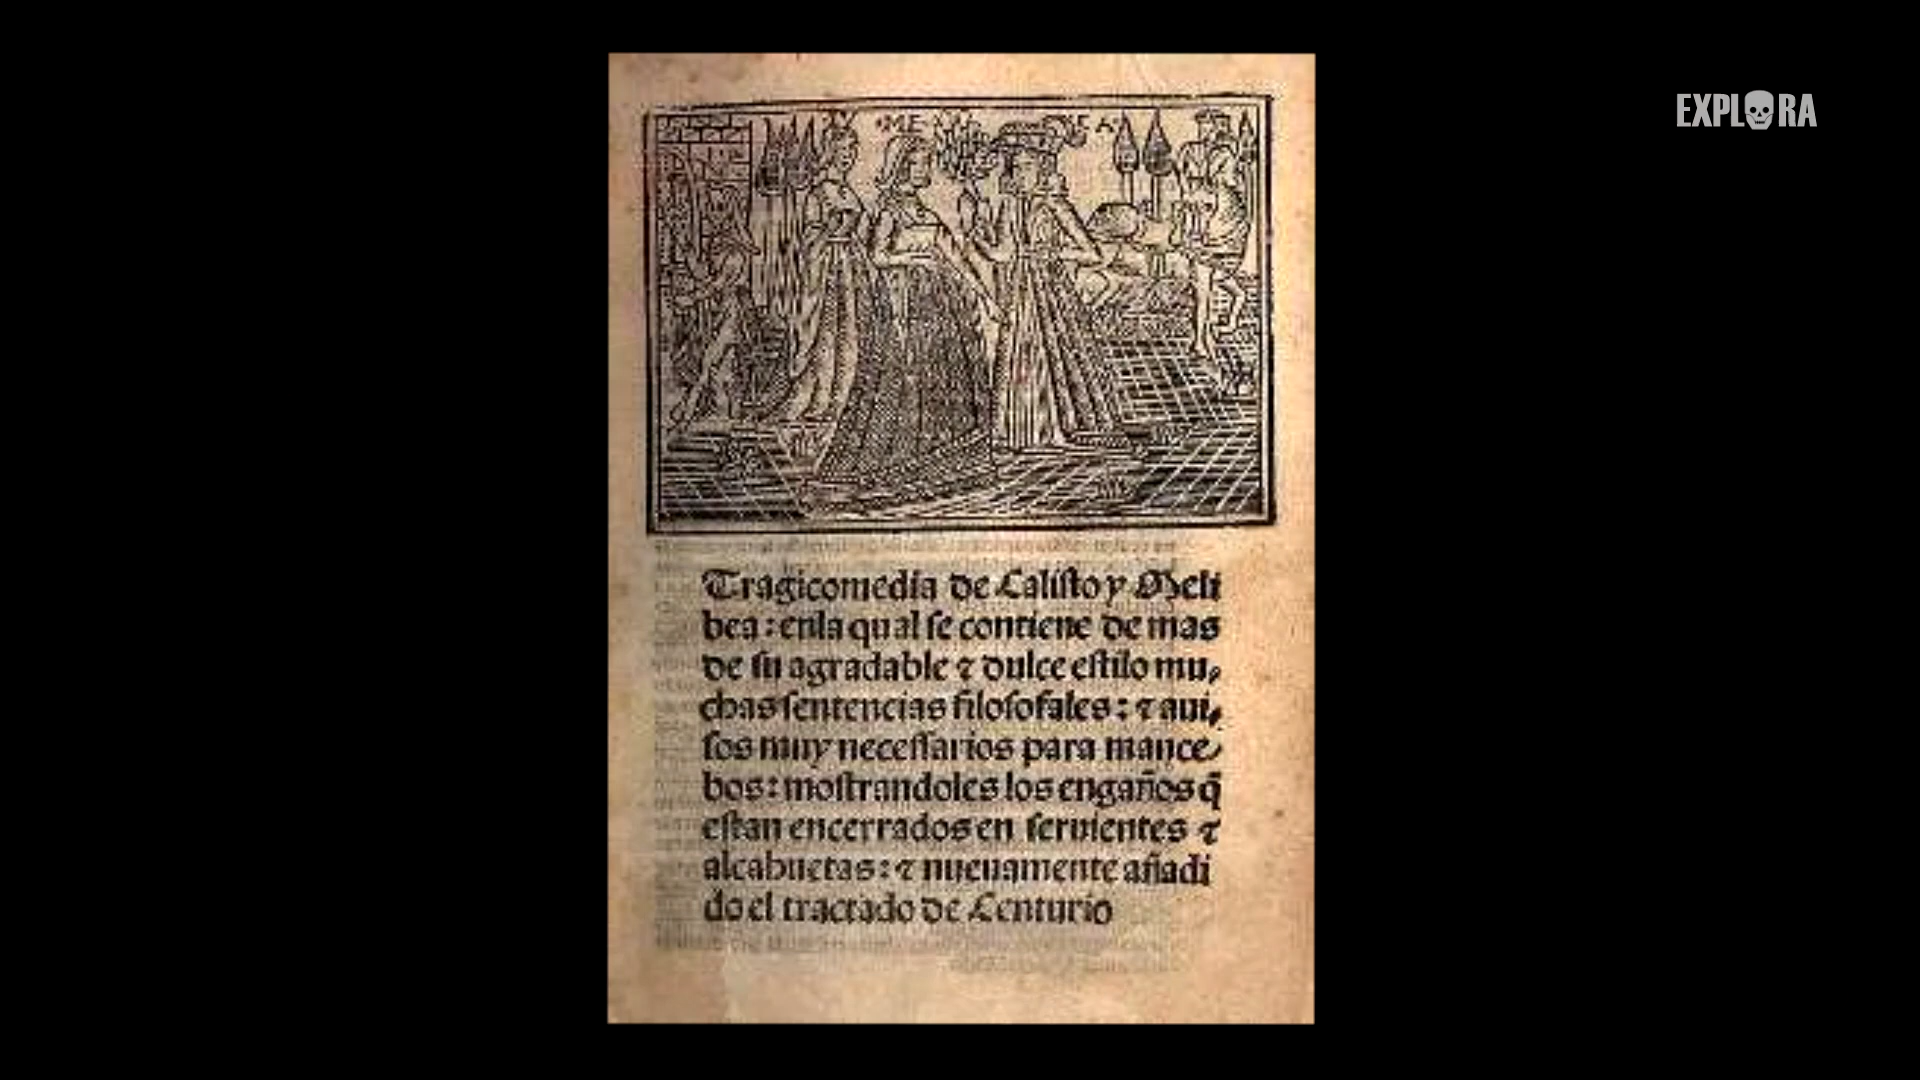 EXPLORA
Tragicomedia de Calisto y Meli
bea: enla qual se contiene de mas
de su agradable ⁊ dulce estilo mu-
chas sentencias filosofales: ⁊ aui-
sos muy necessarios para mance-
bos: mostrandoles los engaños q̃
estan encerrados en seruientes ⁊
alcahuetas: ⁊ nueuamente añadi
do el tractado de Centurio